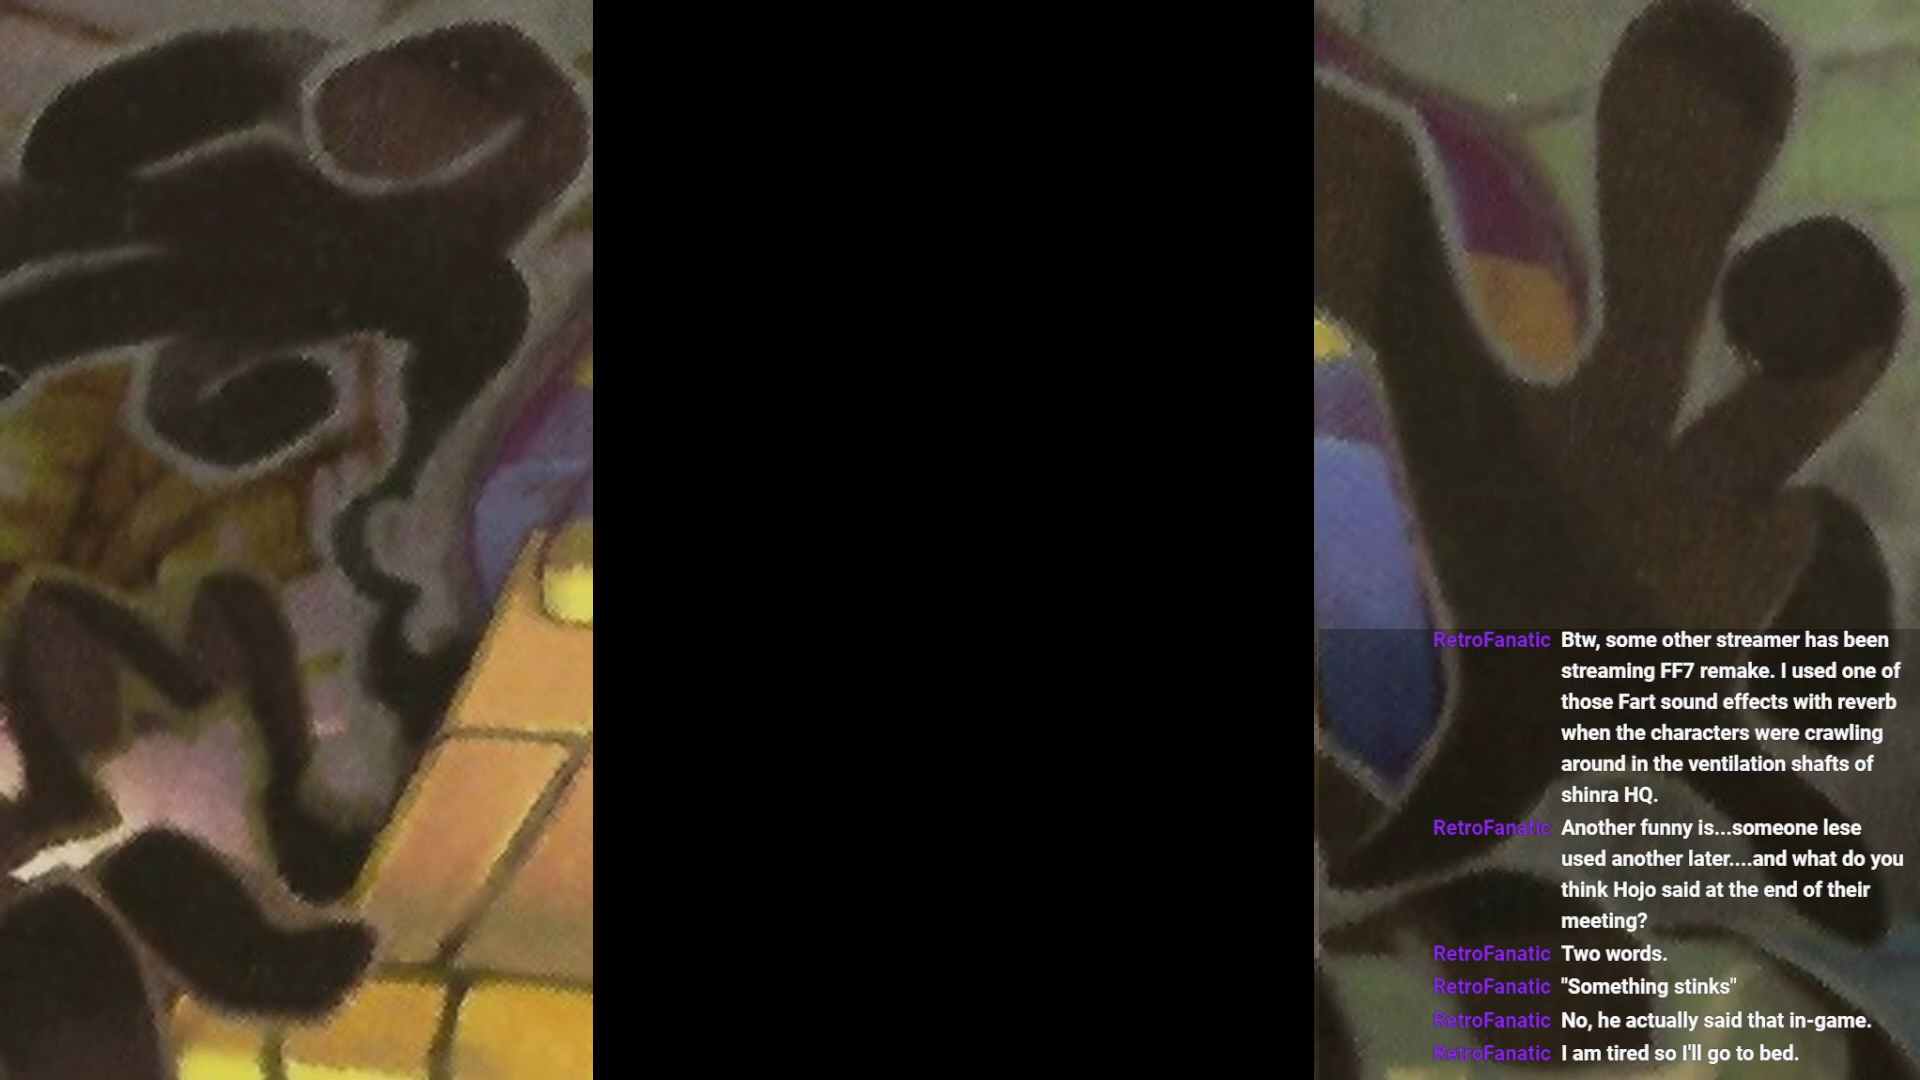 RetroFanatic Btw, some other streamer has been
streaming FF7 remake. I used one of
those Fart sound effects with reverb
when the characters were crawling
around in the ventilation shafts of
shinra HQ.
RetroFanatic Another funny is...someone lese
used another later....and what do you
think Hojo said at the end of their
meeting?
RetroFanatic Two words.
RetroFanatic "Something stinks"
RetroFanatic No, he actually said that in-game.
RetroFanatic I am tired so I'll go to bed.